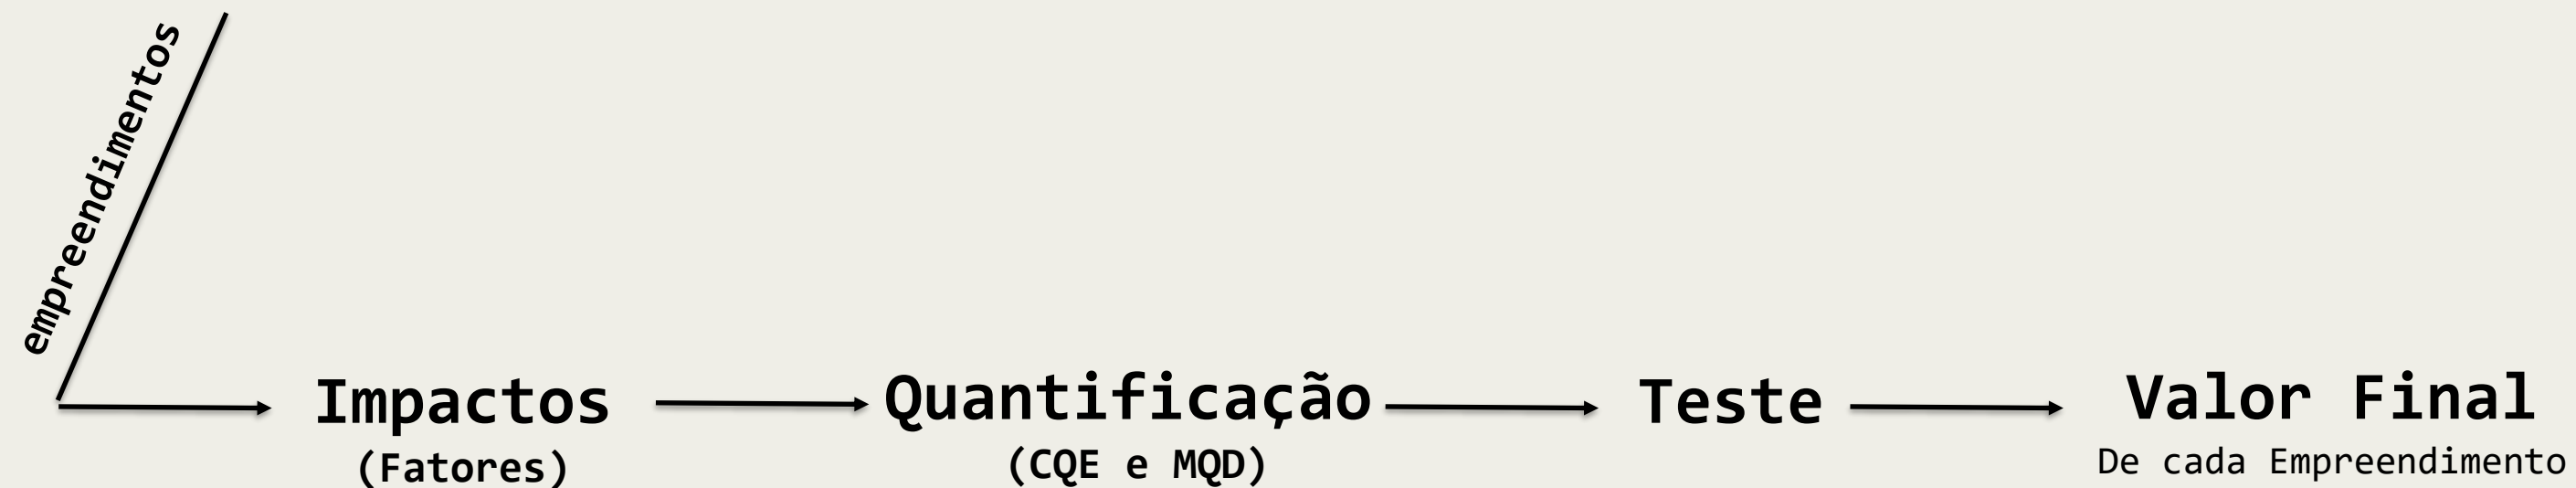 empreendimentos
Impactos
(Fatores)
Quantificação
(CQE e MQD)
Teste
Valor Final
De cada Empreendimento